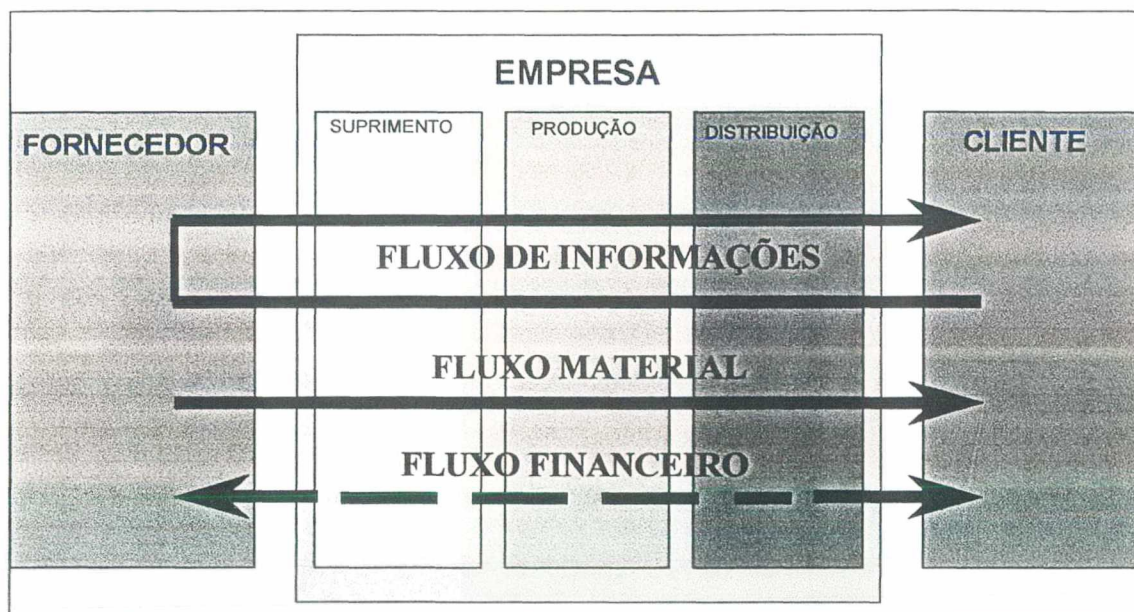 EMPRESA
FORNECEDOR
SUPRIMENTO
PRODUÇÃO
DISTRIBUIÇÃO
CLIENTE
FLUXO DE INFORMAÇÕES
FLUXO MATERIAL
FLUXO FINANCEIRO